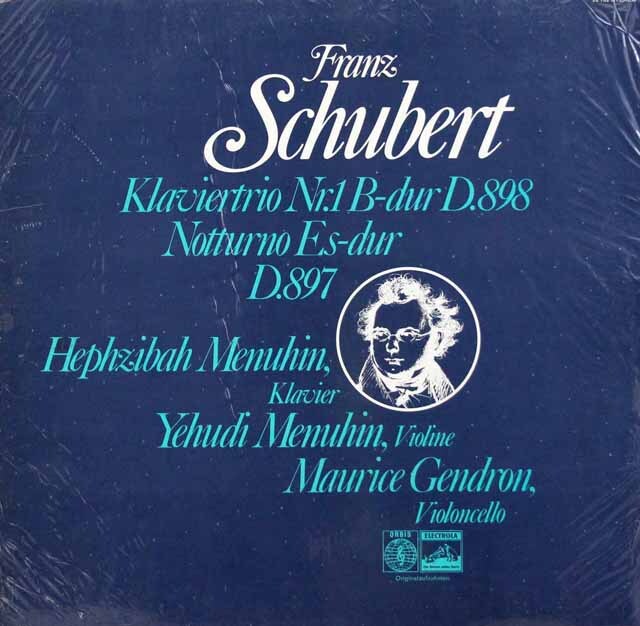 Franz
Schubert
Klaviertrio Nr.1 B-dur D.898
Notturno Es-dur
D.897
Hephzibah Menuhin,
Klavier
Yehudi Menuhin, Violine
Maurice Gendron,
Violoncello
ORBIS
ELECTROLA
Originalaufnahmen